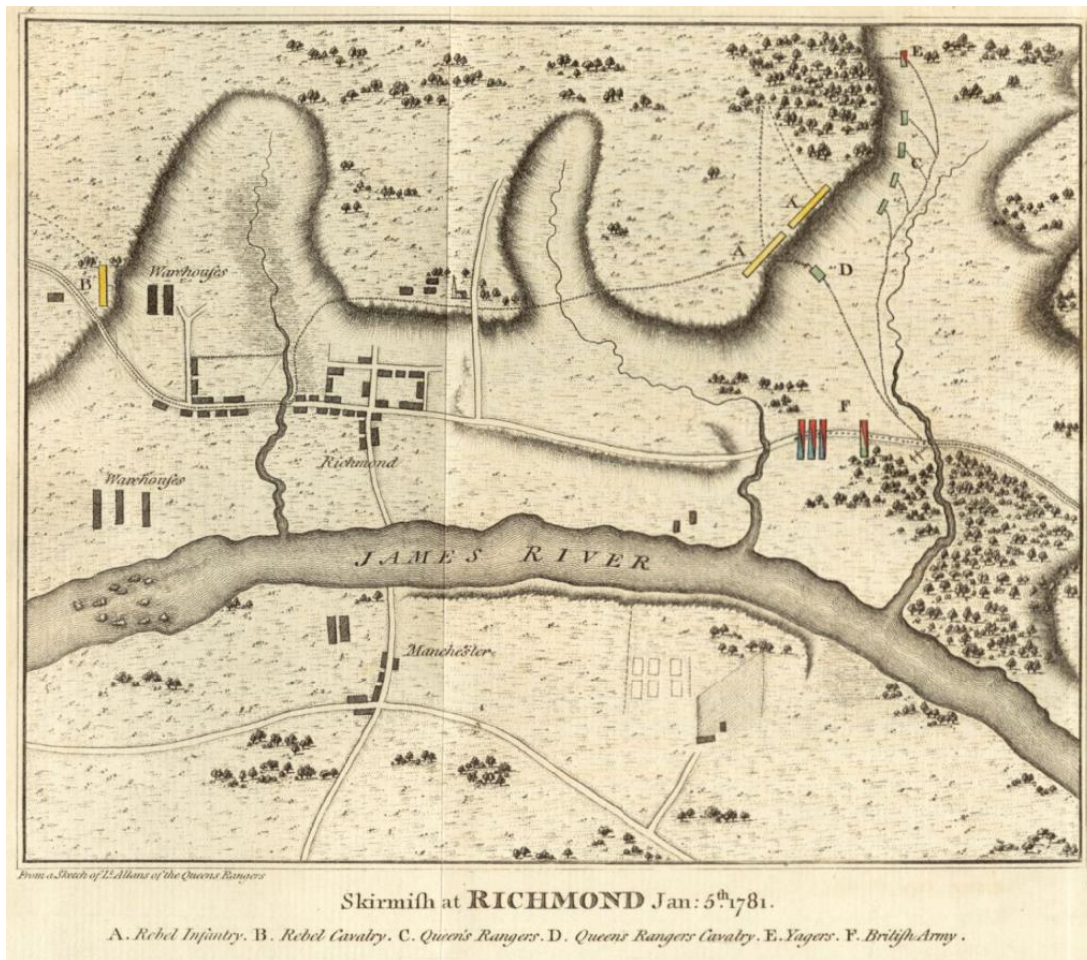 E
C
A
A
D
B
Warehouſes
F
Richmond
Warehouſes
JAMES RIVER
Mancheſter
From a Sketch of Lt. Allans of the Queens Rangers
Skirmiſh at RICHMOND Jan: 5th. 1781.
A. Rebel Infantry. B. Rebel Cavalry. C. Queen's Rangers. D. Queens Rangers Cavalry. E. Yagers. F. British Army.